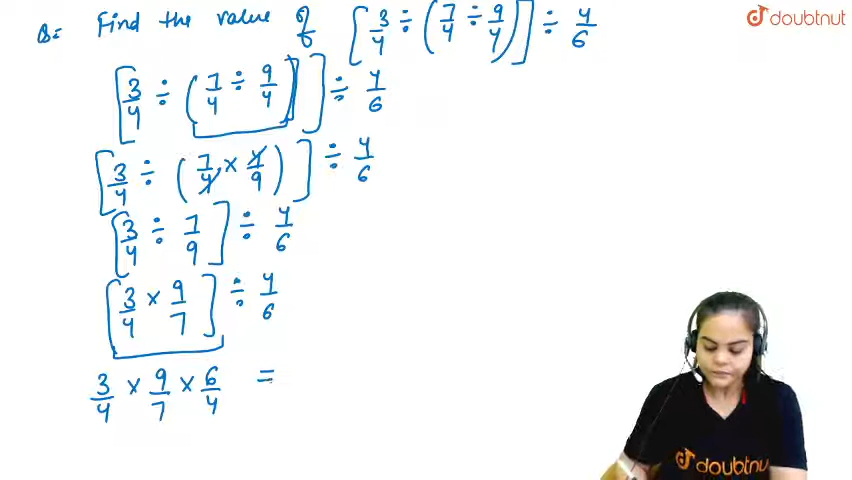 Q= Find the value of [3/4 ÷ (7/4 ÷ 9/4)] ÷ 4/6
doubtnut
[3/4 ÷ (7/4 ÷ 9/4)] ÷ 4/6
[3/4 ÷ (7/4 × 4/9)] ÷ 4/6
[3/4 ÷ 7/9] ÷ 4/6
[3/4 × 9/7] ÷ 4/6
3/4 × 9/7 × 6/4 =
doubtnut